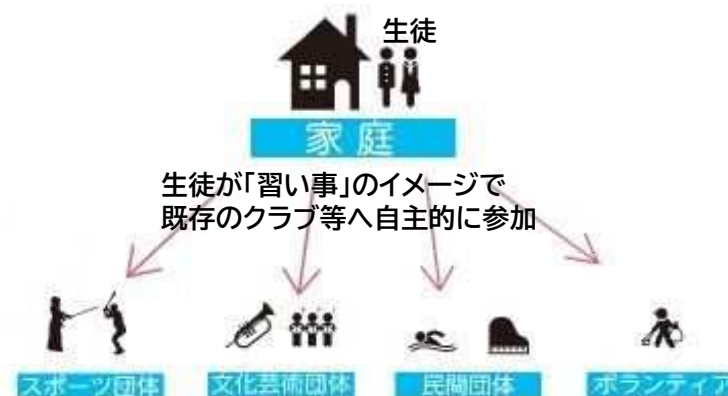 生徒
家庭
生徒が「習い事」のイメージで
既存のクラブ等へ自主的に参加
スポーツ団体
文化芸術団体
民間団体
ボランティア